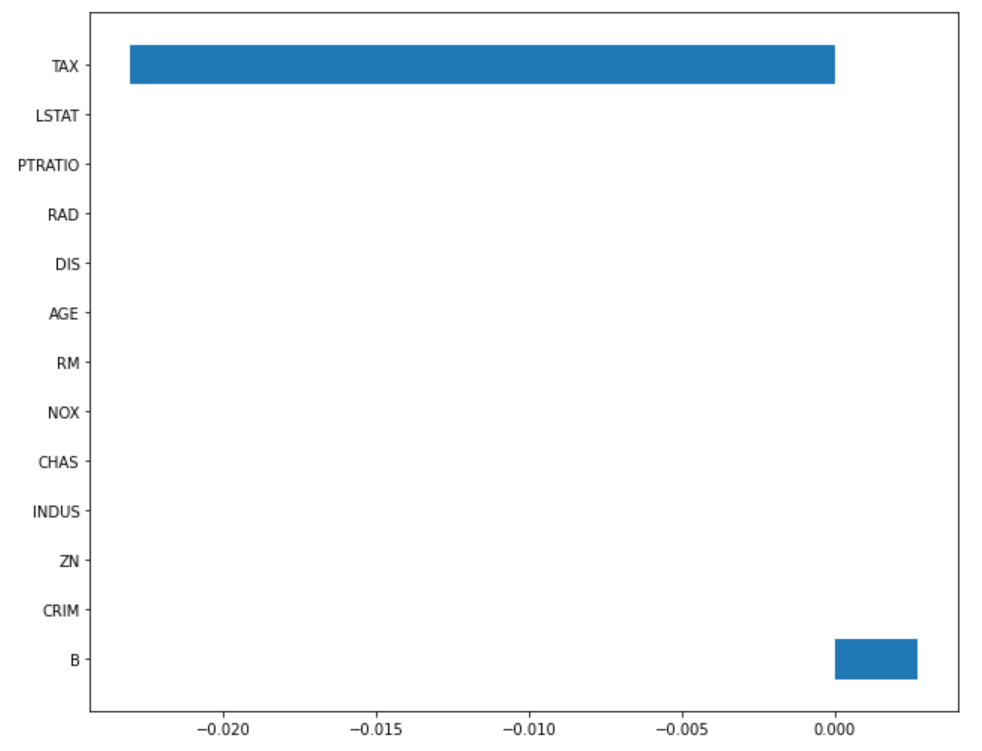 TAX
LSTAT
PTRATIO
RAD
DIS
AGE
RM
NOX
CHAS
INDUS
ZN
CRIM
B
−0.020 −0.015 −0.010 −0.005 0.000